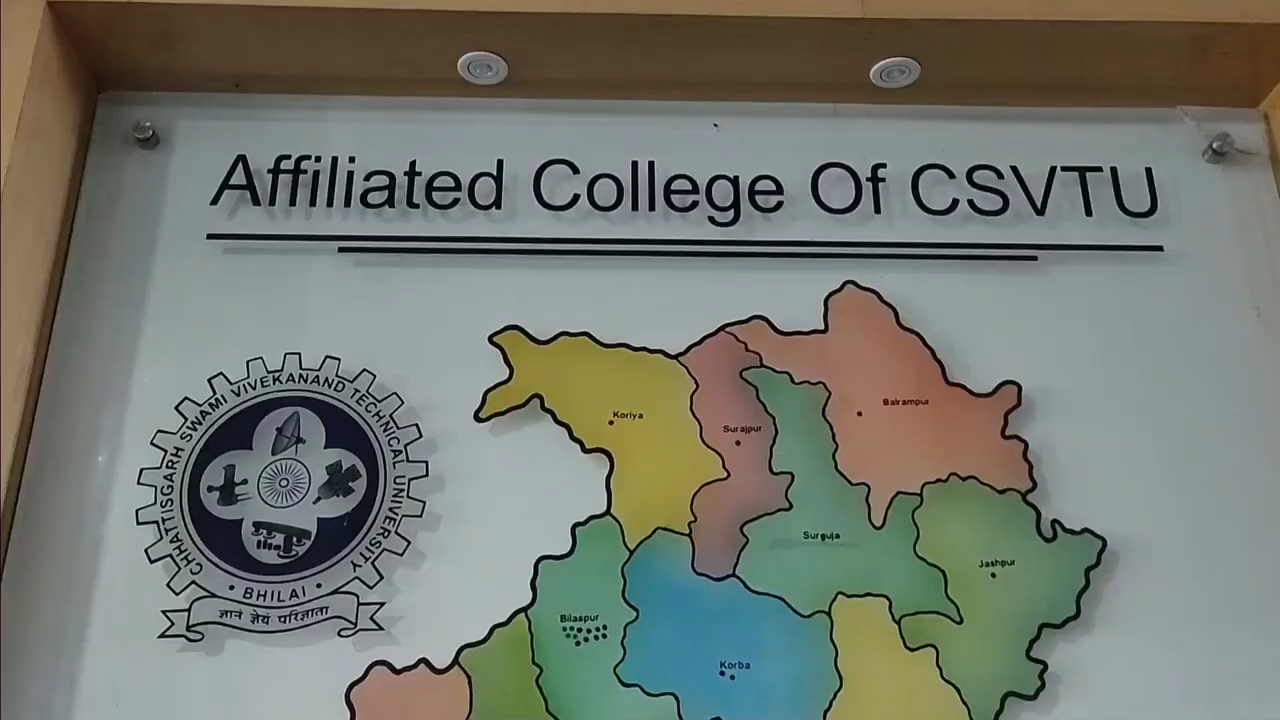 Affiliated College Of CSVTU
CHHATTISGARH SWAMI VIVEKANAND TECHNICAL UNIVERSITY
• BHILAI •
ज्ञानं ज्ञेयं परिज्ञाता
Koriya
Surajpur
Balrampur
Surguja
Jashpur
Bilaspur
Korba